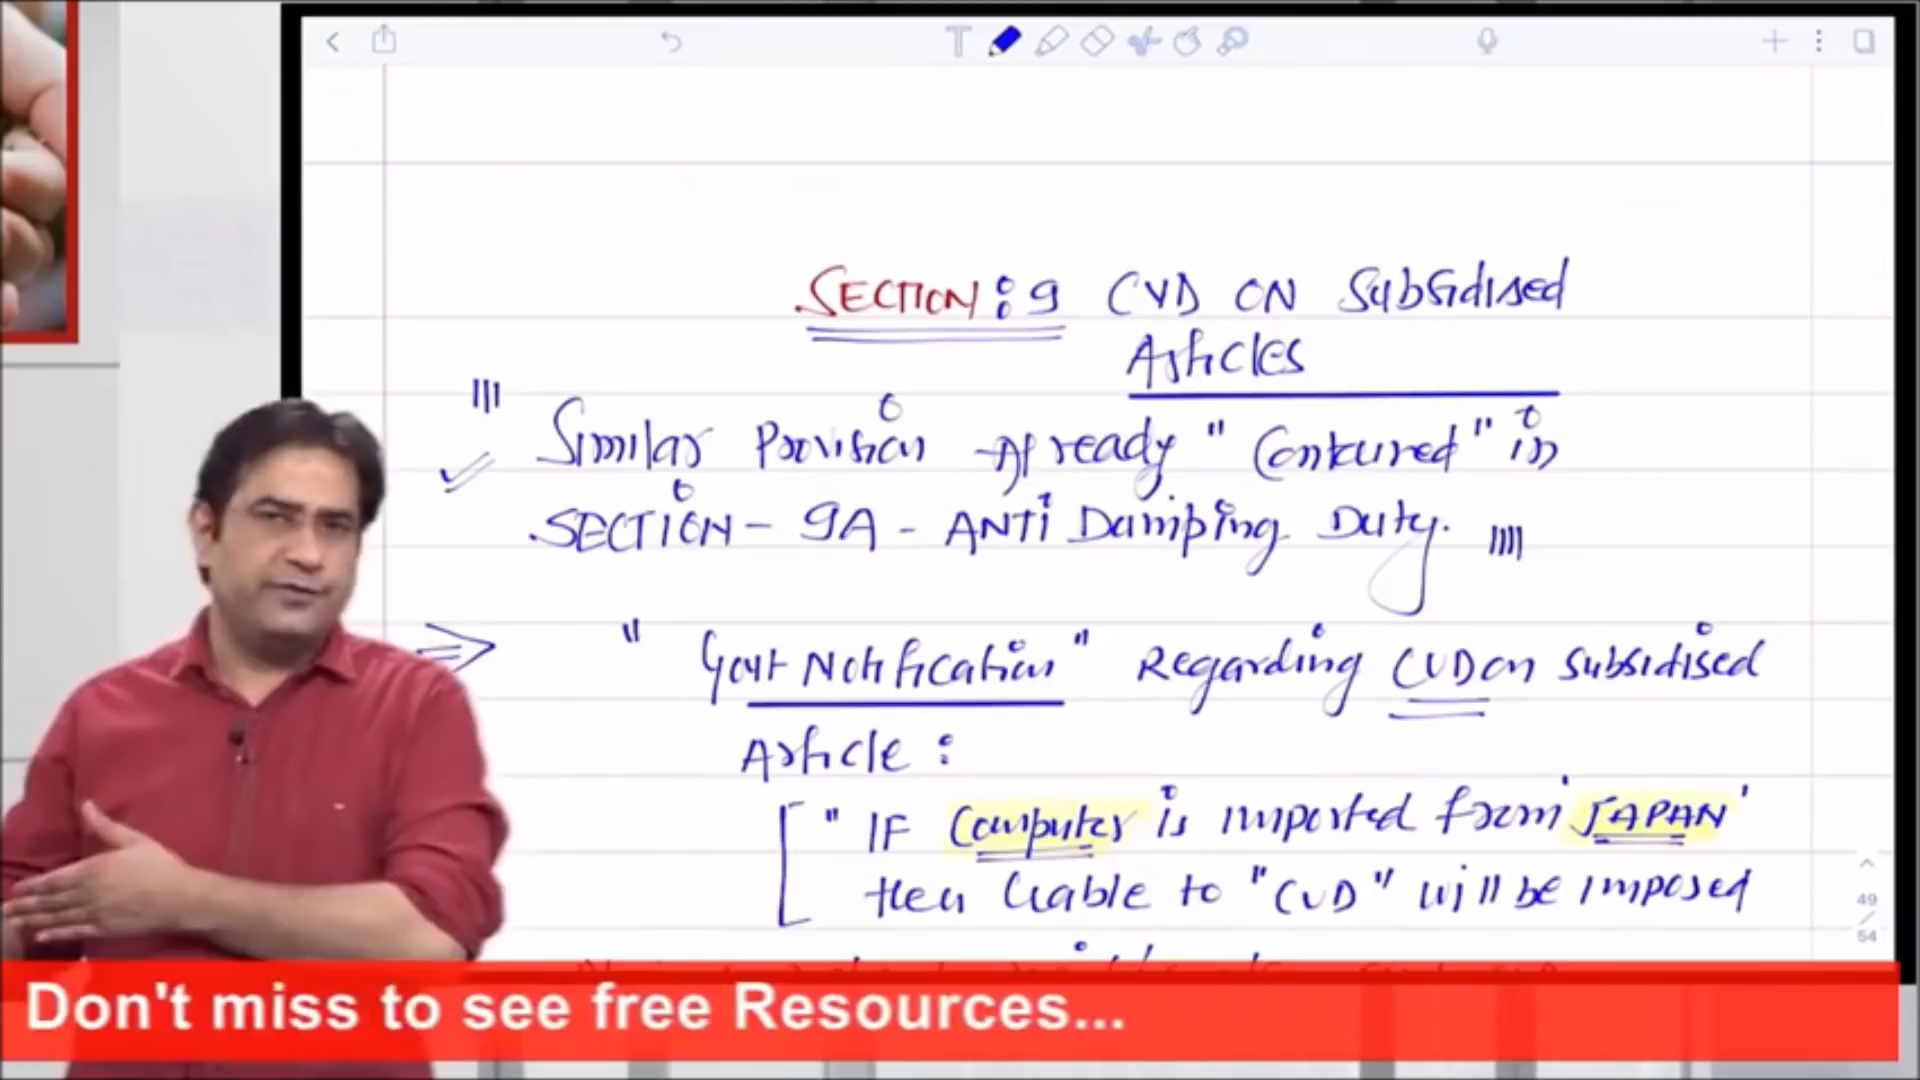 SECTION : 9 CVD ON Subsidised
Articles
Similar Provision Already "Contured" in
SECTION - 9A - ANTI Dumping Duty.
"Govt Notification" Regarding CVD on subsidised
Article :
"IF Computer is imported from 'JAPAN'
then liable to "CVD" will be imposed
49
54
Don't miss to see free Resources...